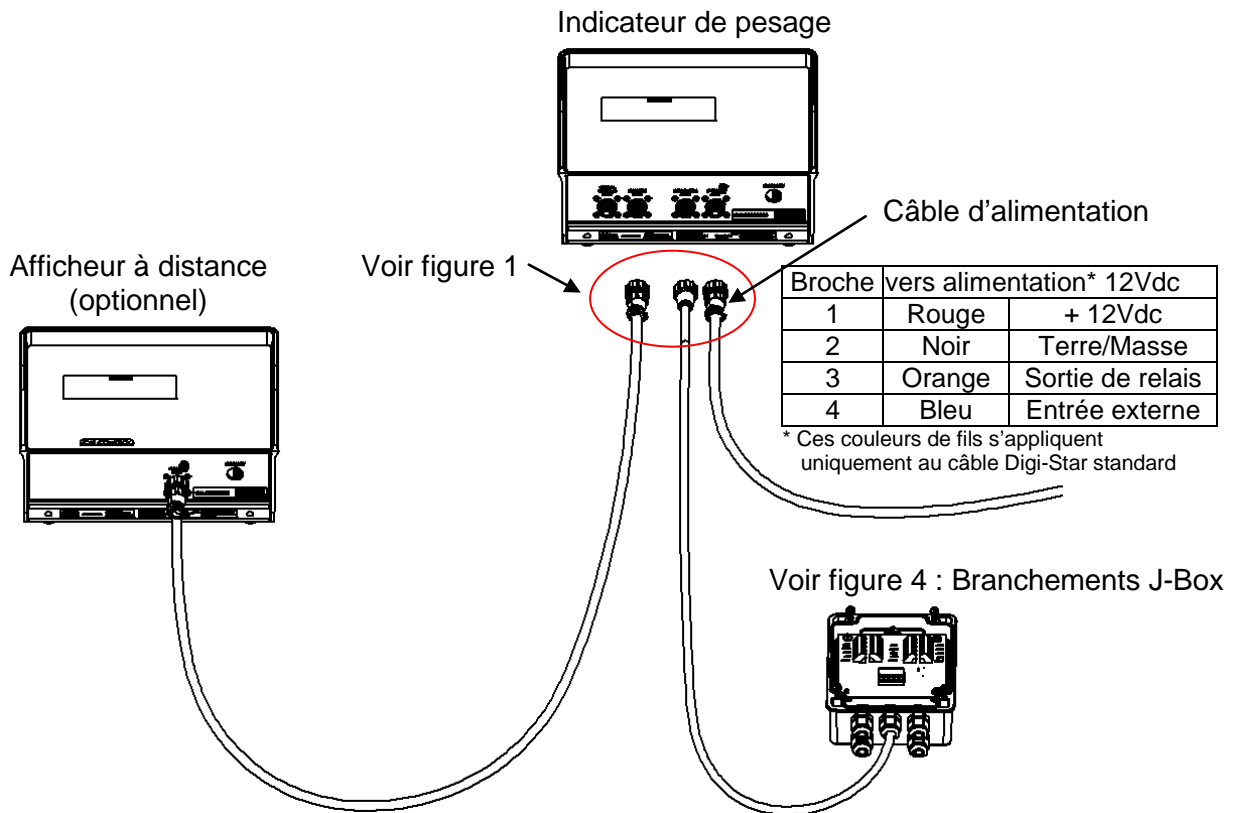 Indicateur de pesage
Câble d'alimentation
Voir figure 1
Afficheur à distance
(optionnel)
Broche vers alimentation* 12Vdc
1 Rouge + 12Vdc
2 Noir Terre/Masse
3 Orange Sortie de relais
4 Bleu Entrée externe
* Ces couleurs de fils s'appliquent
uniquement au câble Digi-Star standard
Voir figure 4 : Branchements J-Box